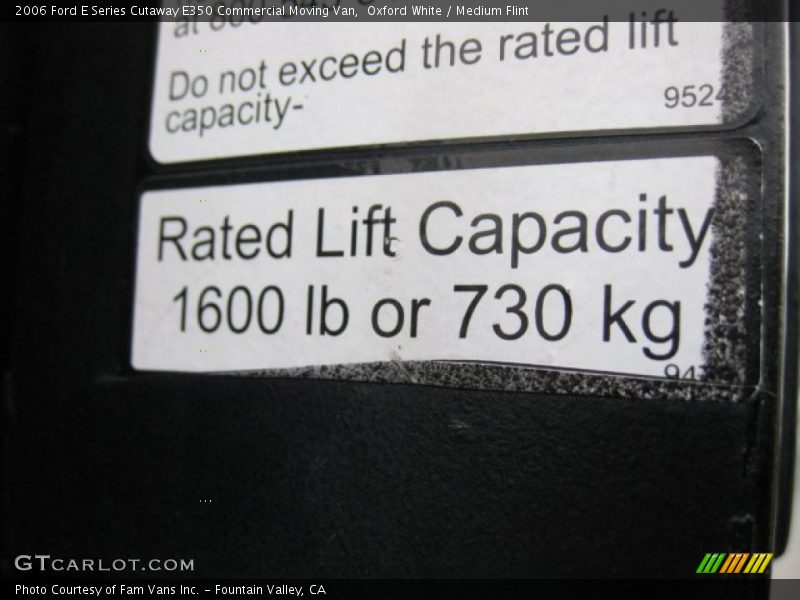 2006 Ford E Series Cutaway E350 Commercial Moving Van, Oxford White / Medium Flint
Do not exceed the rated lift
capacity-
9524
Rated Lift Capacity
1600 lb or 730 kg
GTCARLOT.COM
Photo Courtesy of Fam Vans Inc. - Fountain Valley, CA